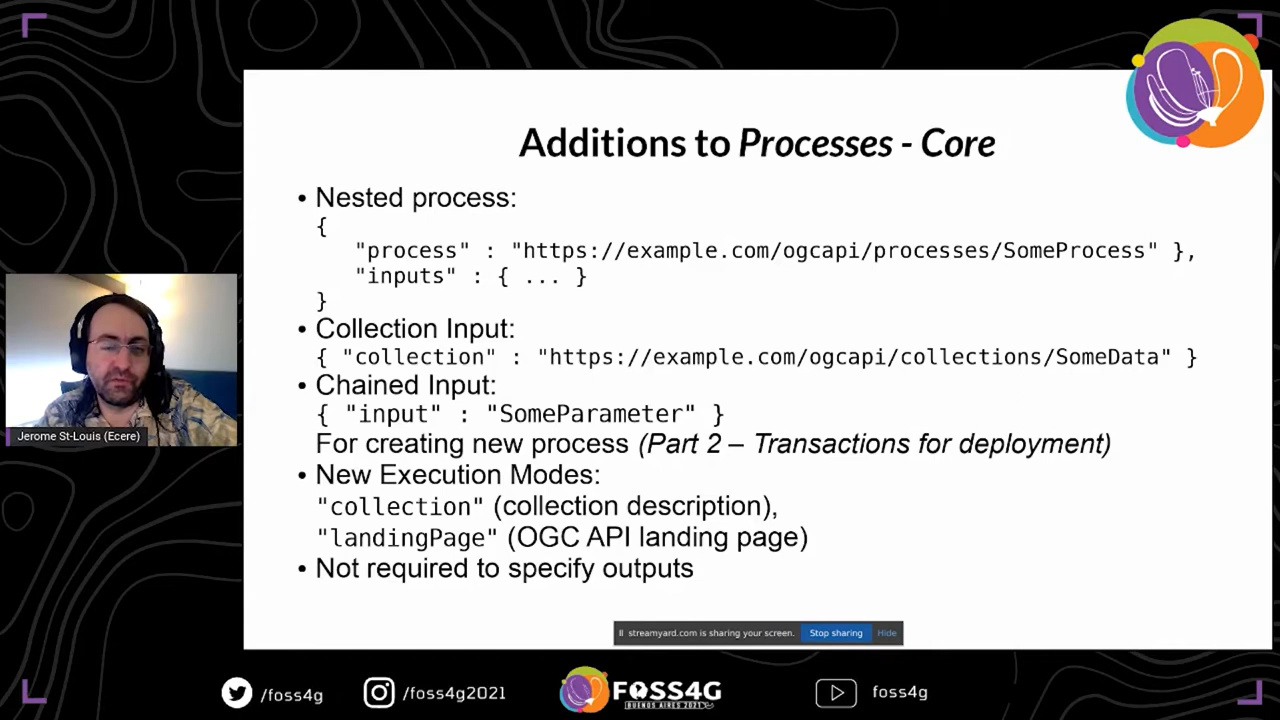 Additions to Processes - Core
• Nested process:
{
"process" : "https://example.com/ogcapi/processes/SomeProcess" },
"inputs" : { ... }
}
• Collection Input:
{ "collection" : "https://example.com/ogcapi/collections/SomeData" }
• Chained Input:
{ "input" : "SomeParameter" }
For creating new process (Part 2 – Transactions for deployment)
• New Execution Modes:
"collection" (collection description),
"landingPage" (OGC API landing page)
• Not required to specify outputs
Jerome St-Louis (Ecere)
streamyard.com is sharing your screen. Stop sharing Hide
/foss4g
/foss4g2021
FOSS4G
BUENOS AIRES 2021
foss4g